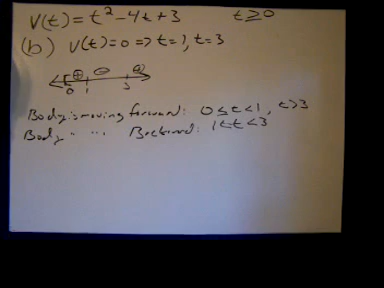 V(t) = t² - 4t + 3 t ≥ 0
(b) V(t) = 0 => t = 1, t = 3
⊕ ⊖ ⊕
0 1 3
Body is moving forward: 0 ≤ t < 1, t > 3
Body " " Backward: 1 < t < 3